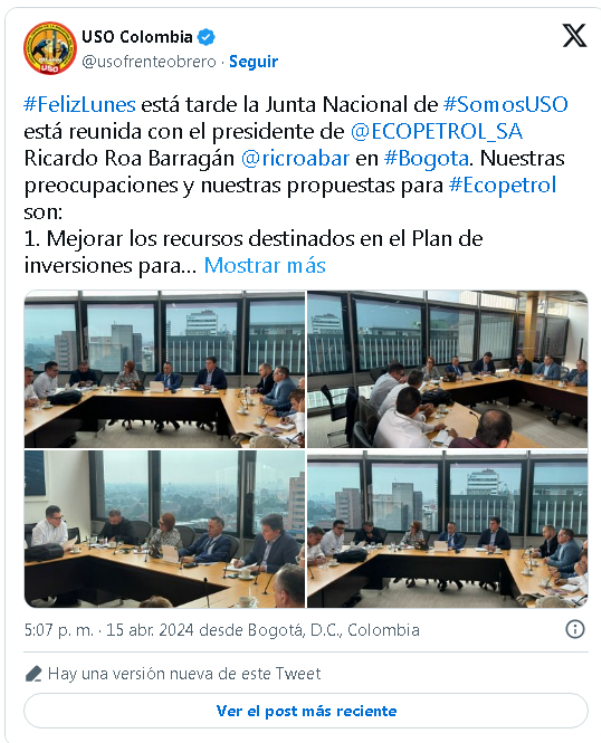 USO Colombia
@usofrenteobrero · Seguir
#FelizLunes está tarde la Junta Nacional de #SomosUSO
está reunida con el presidente de @ECOPETROL_SA
Ricardo Roa Barragán @ricroabar en #Bogota. Nuestras
preocupaciones y nuestras propuestas para #Ecopetrol
son:
1. Mejorar los recursos destinados en el Plan de
inversiones para... Mostrar más
5:07 p. m. · 15 abr. 2024 desde Bogotá, D.C., Colombia
Hay una versión nueva de este Tweet
Ver el post más reciente